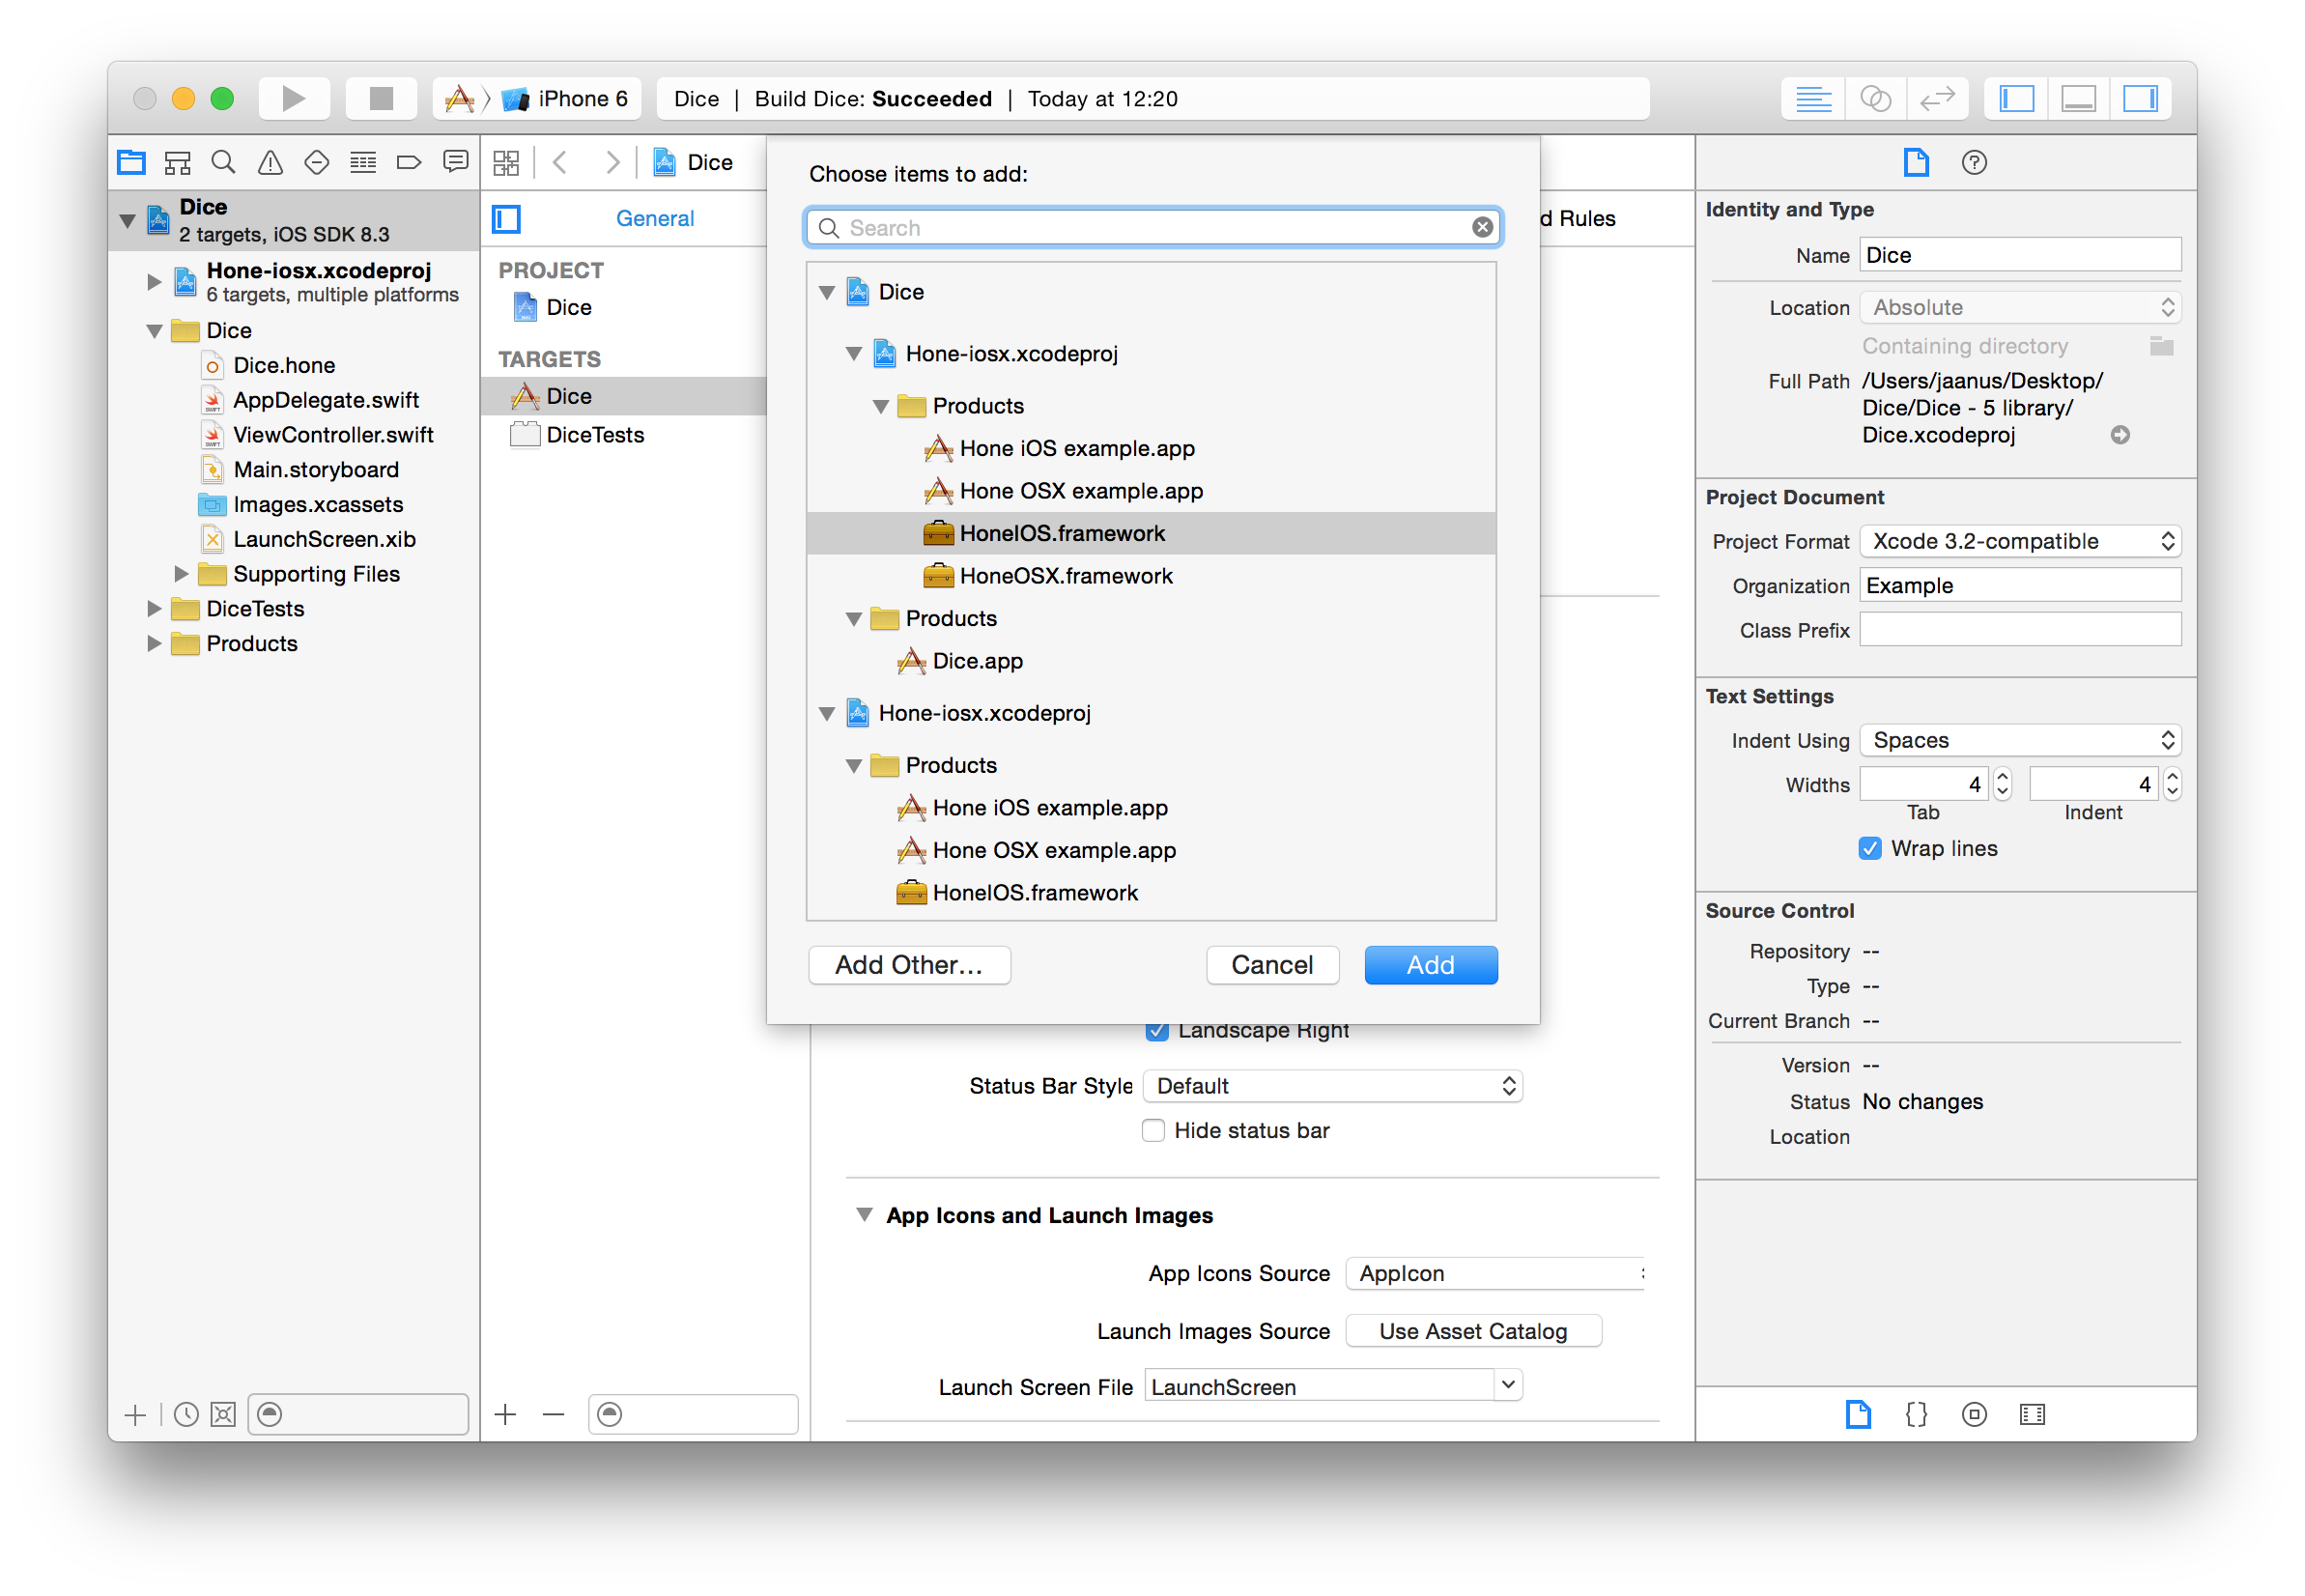 iPhone 6
Dice | Build Dice: Succeeded | Today at 12:20
Dice
2 targets, iOS SDK 8.3
Hone-iosx.xcodeproj
6 targets, multiple platforms
Dice
Dice.hone
AppDelegate.swift
ViewController.swift
Main.storyboard
Images.xcassets
LaunchScreen.xib
Supporting Files
DiceTests
Products
Dice
General
d Rules
PROJECT
Dice
TARGETS
Dice
DiceTests
Choose items to add:
Search
Dice
Hone-iosx.xcodeproj
Products
Hone iOS example.app
Hone OSX example.app
HoneIOS.framework
HoneOSX.framework
Products
Dice.app
Hone-iosx.xcodeproj
Products
Hone iOS example.app
Hone OSX example.app
HoneIOS.framework
Add Other...
Cancel
Add
Landscape Right
Status Bar Style
Default
Hide status bar
App Icons and Launch Images
App Icons Source
AppIcon
Launch Images Source
Use Asset Catalog
Launch Screen File
LaunchScreen
Identity and Type
Name
Dice
Location
Absolute
Containing directory
Full Path
/Users/jaanus/Desktop/
Dice/Dice - 5 library/
Dice.xcodeproj
Project Document
Project Format
Xcode 3.2-compatible
Organization
Example
Class Prefix
Text Settings
Indent Using
Spaces
Widths
4
4
Tab
Indent
Wrap lines
Source Control
Repository --
Type --
Current Branch --
Version --
Status No changes
Location